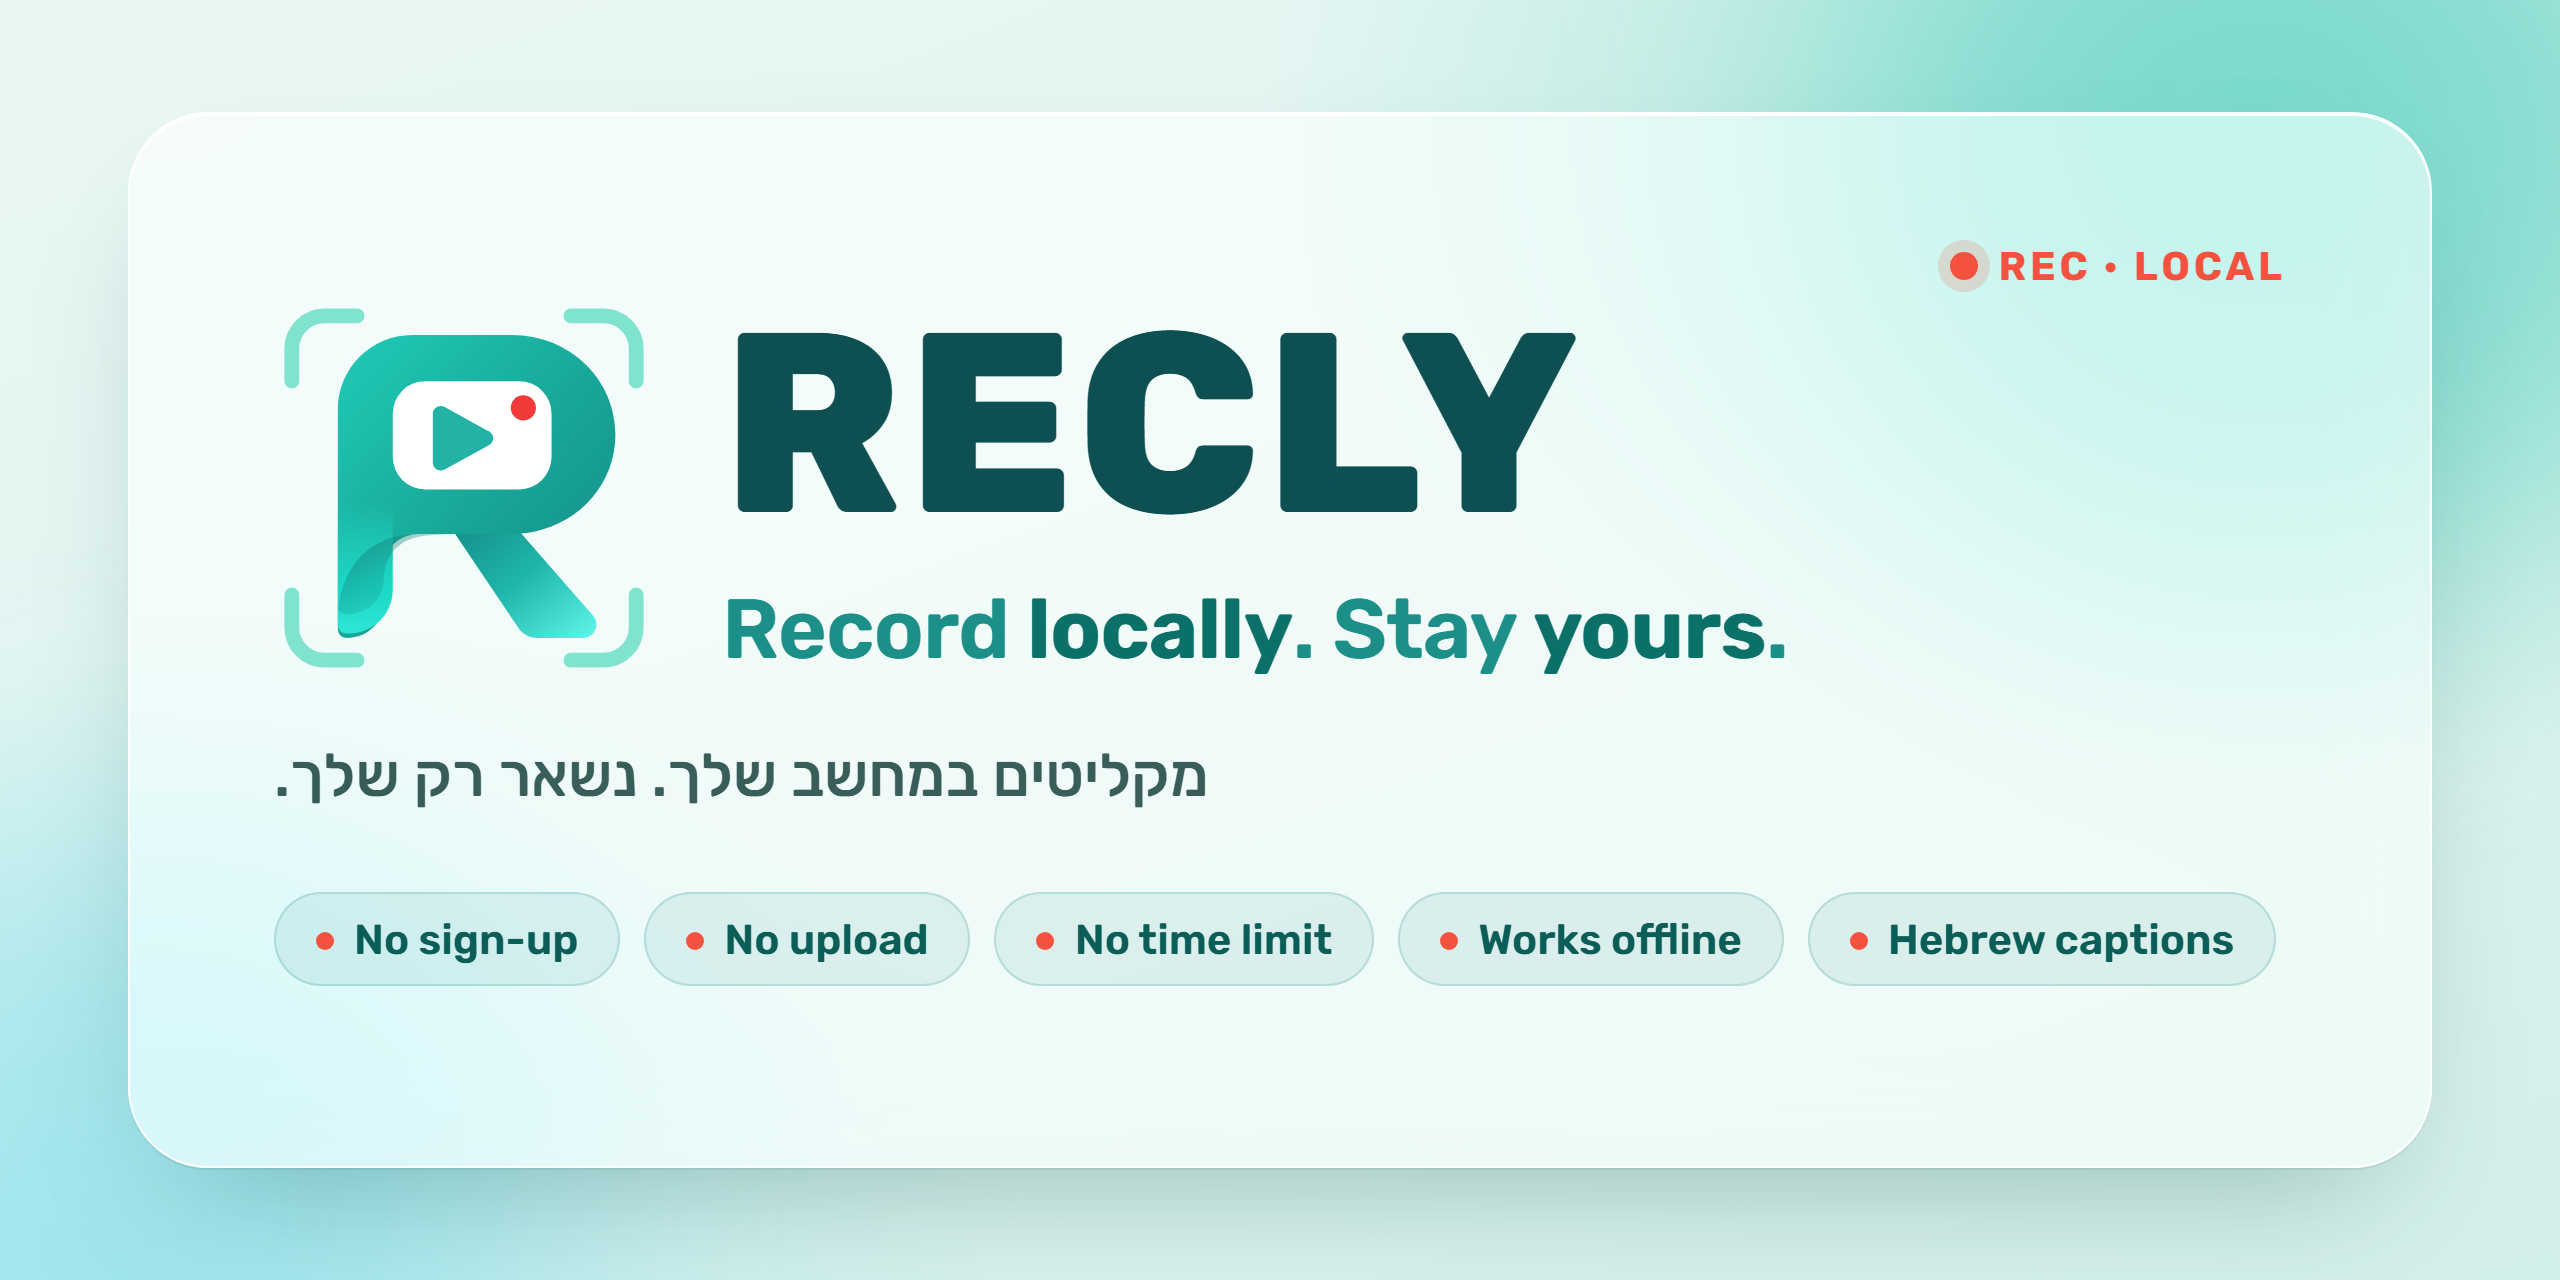 REC • LOCAL
RECLY
Record locally. Stay yours.
מקליטים במחשב שלך. נשאר רק שלך.
No sign-up
No upload
No time limit
Works offline
Hebrew captions